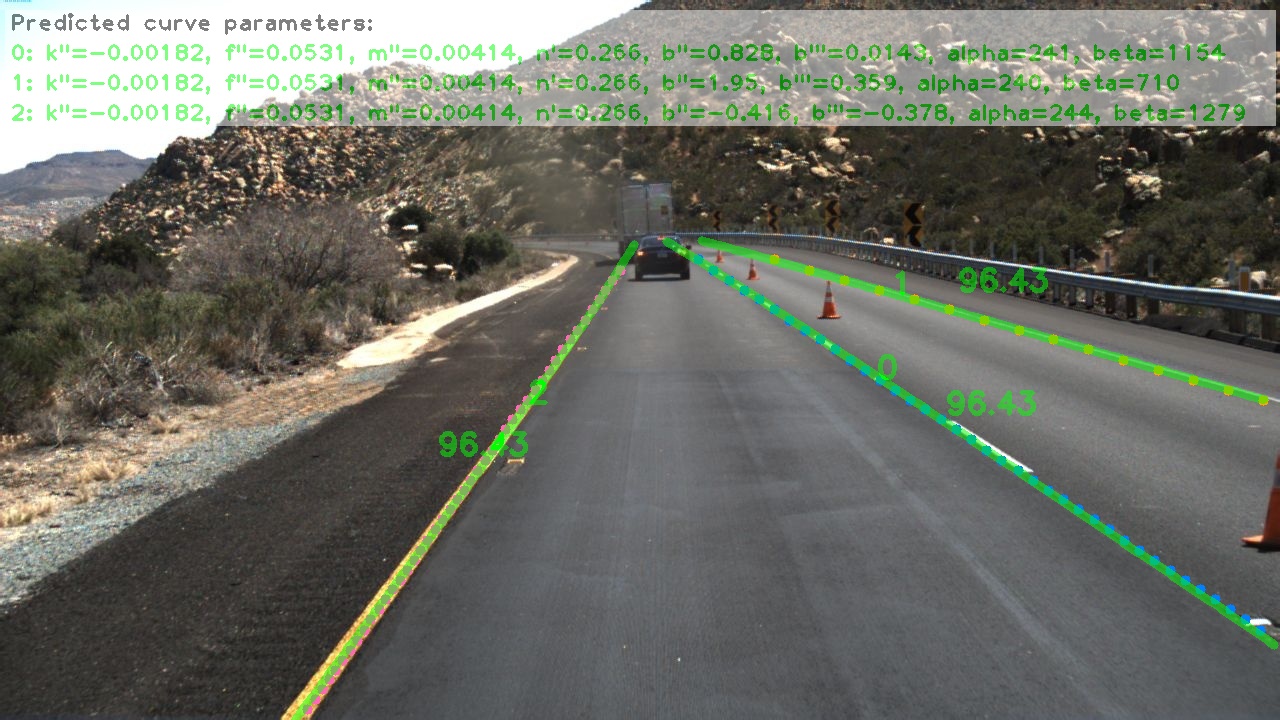 Predicted curve parameters:
0: k''=-0.00182, f''=0.0531, m''=0.00414, n'=0.266, b''=0.828, b'''=0.0143, alpha=241, beta=1154
1: k''=-0.00182, f''=0.0531, m''=0.00414, n'=0.266, b''=1.95, b'''=0.359, alpha=240, beta=710
2: k''=-0.00182, f''=0.0531, m''=0.00414, n'=0.266, b''=-0.416, b'''=-0.378, alpha=244, beta=1279
1 96.43
0
96.43
2
96.43